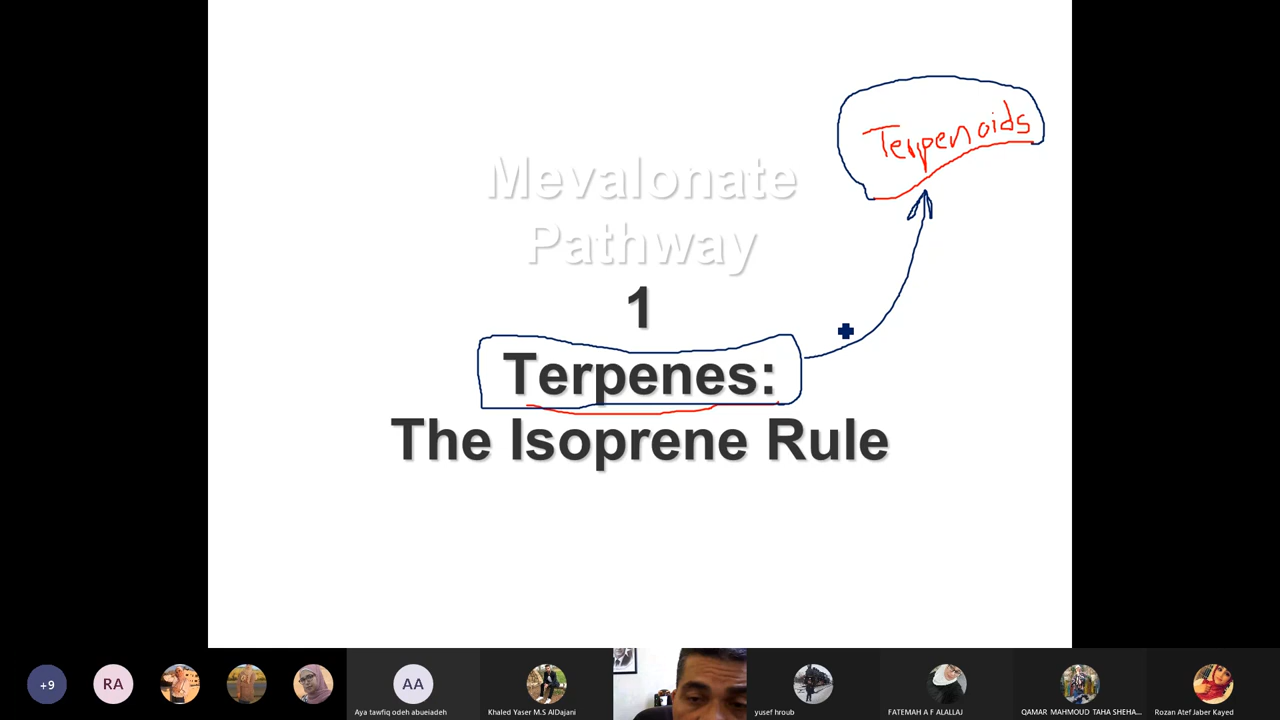 Terpenoids
Mevalonate
Pathway
1
Terpenes:
The Isoprene Rule
+9
RA
AA
Aya tawfiq odeh abueiadeh
Khaled Yaser M.S AlDajani
yusef hroub
FATEMAH A F ALALLAJ
QAMAR MAHMOUD TAHA SHEHA...
Rozan Atef Jaber Kayed